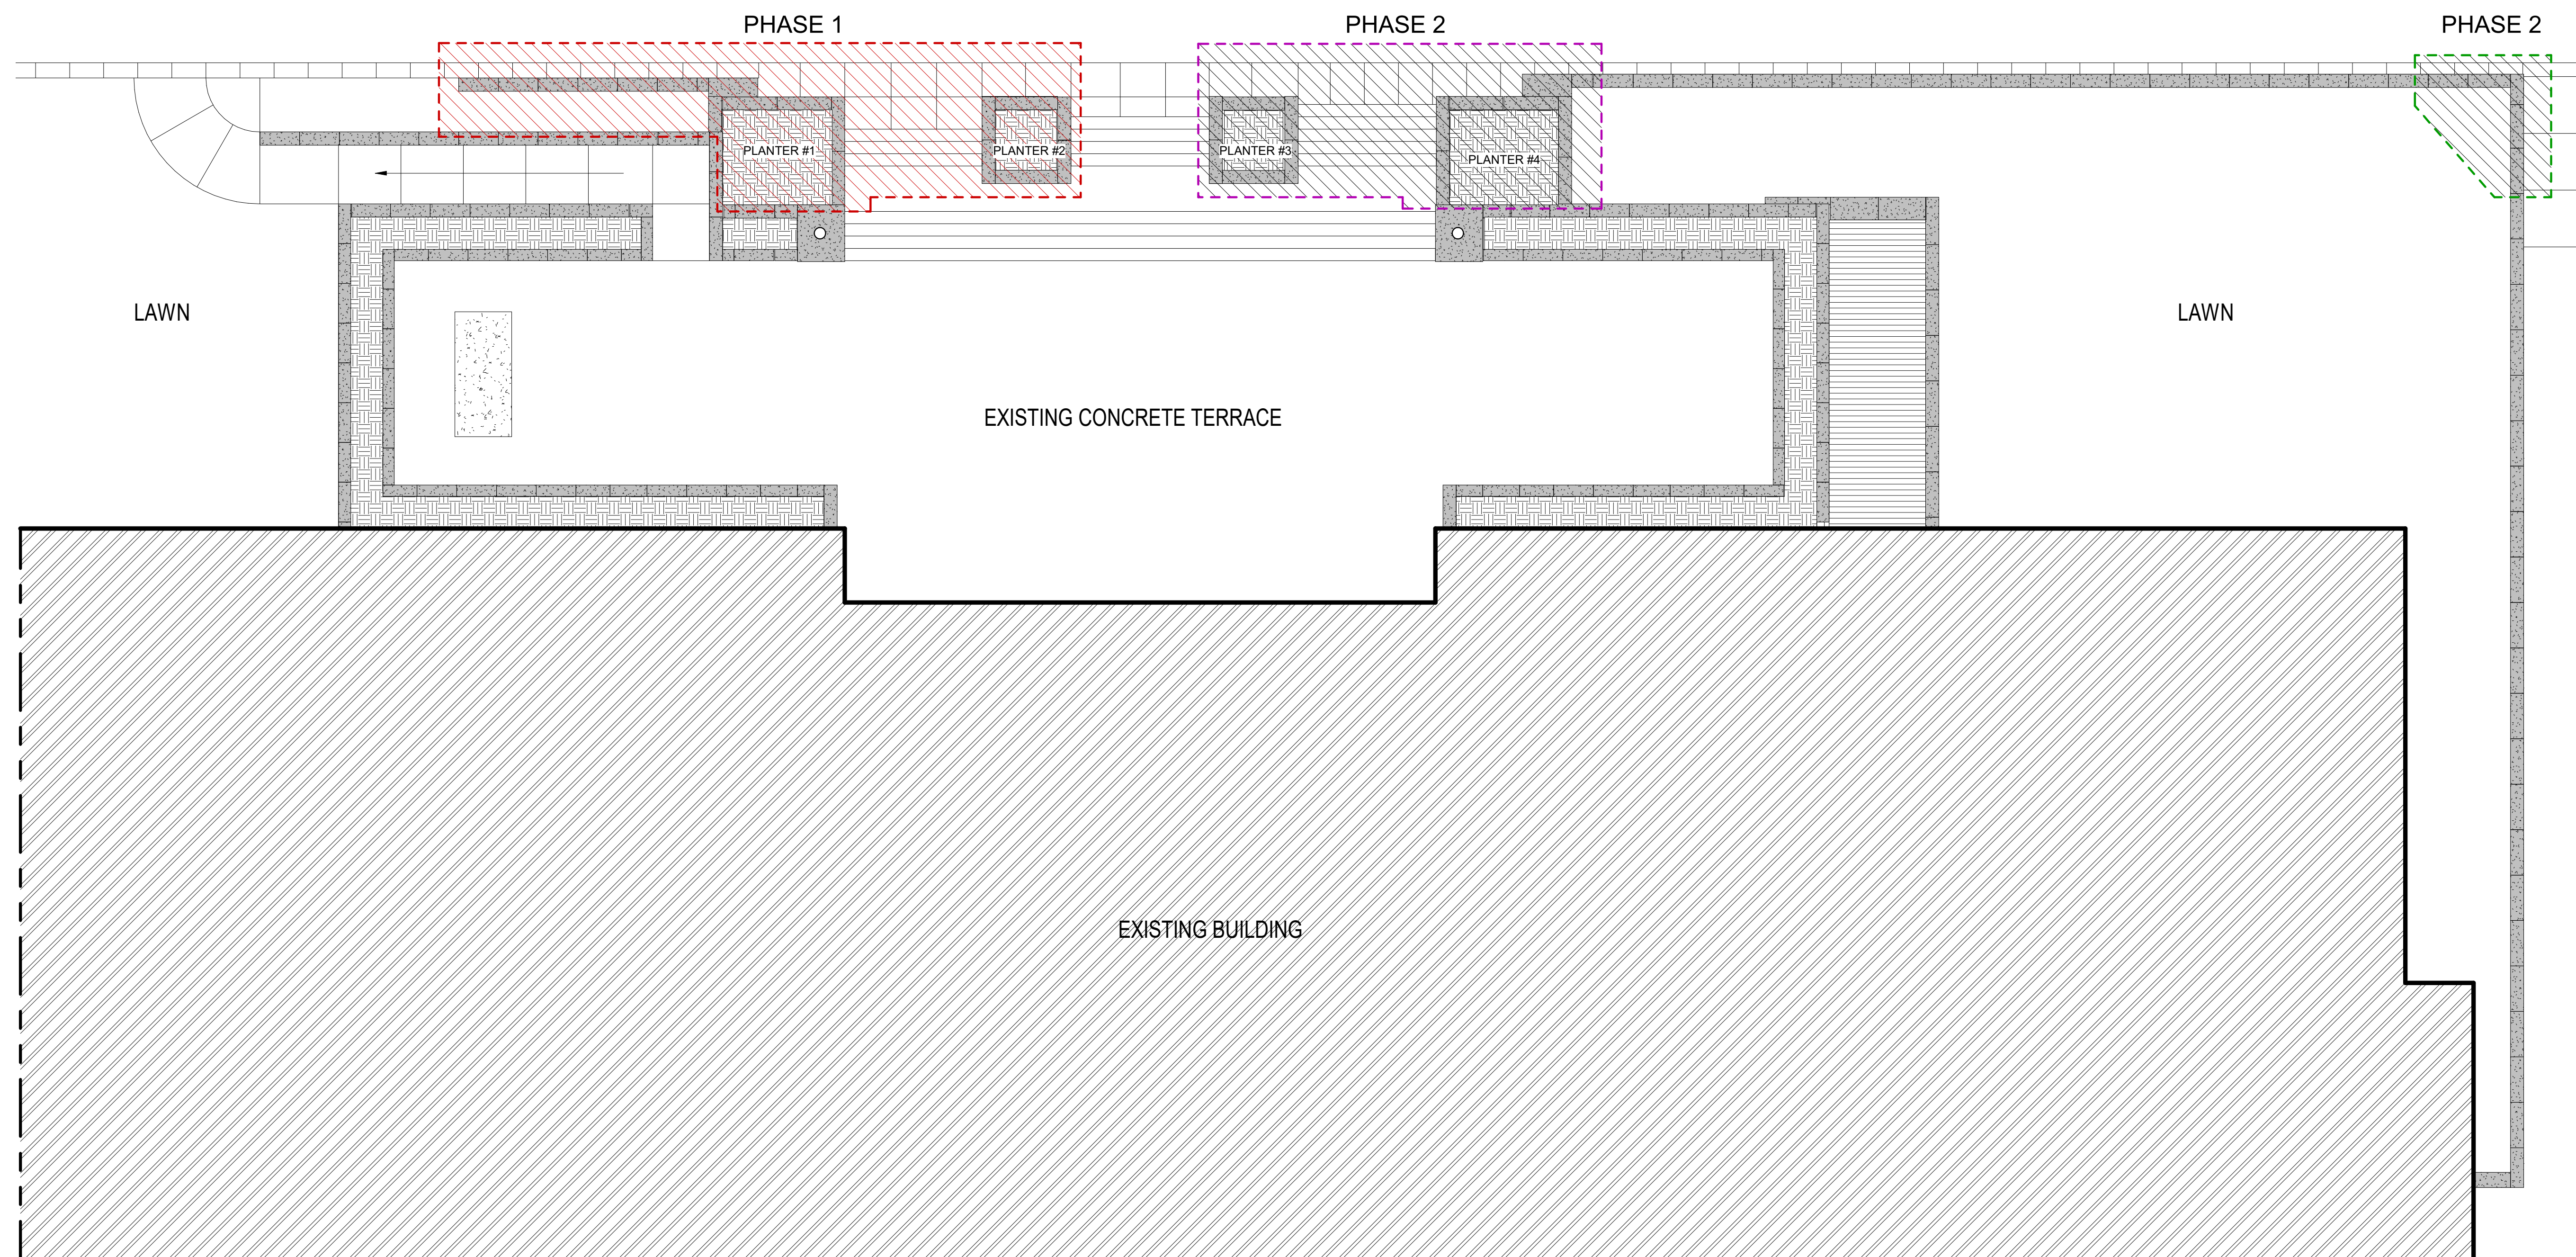 PHASE 1
PHASE 2
PHASE 2
PLANTER #1
PLANTER #2
PLANTER #3
PLANTER #4
LAWN
LAWN
EXISTING CONCRETE TERRACE
EXISTING BUILDING